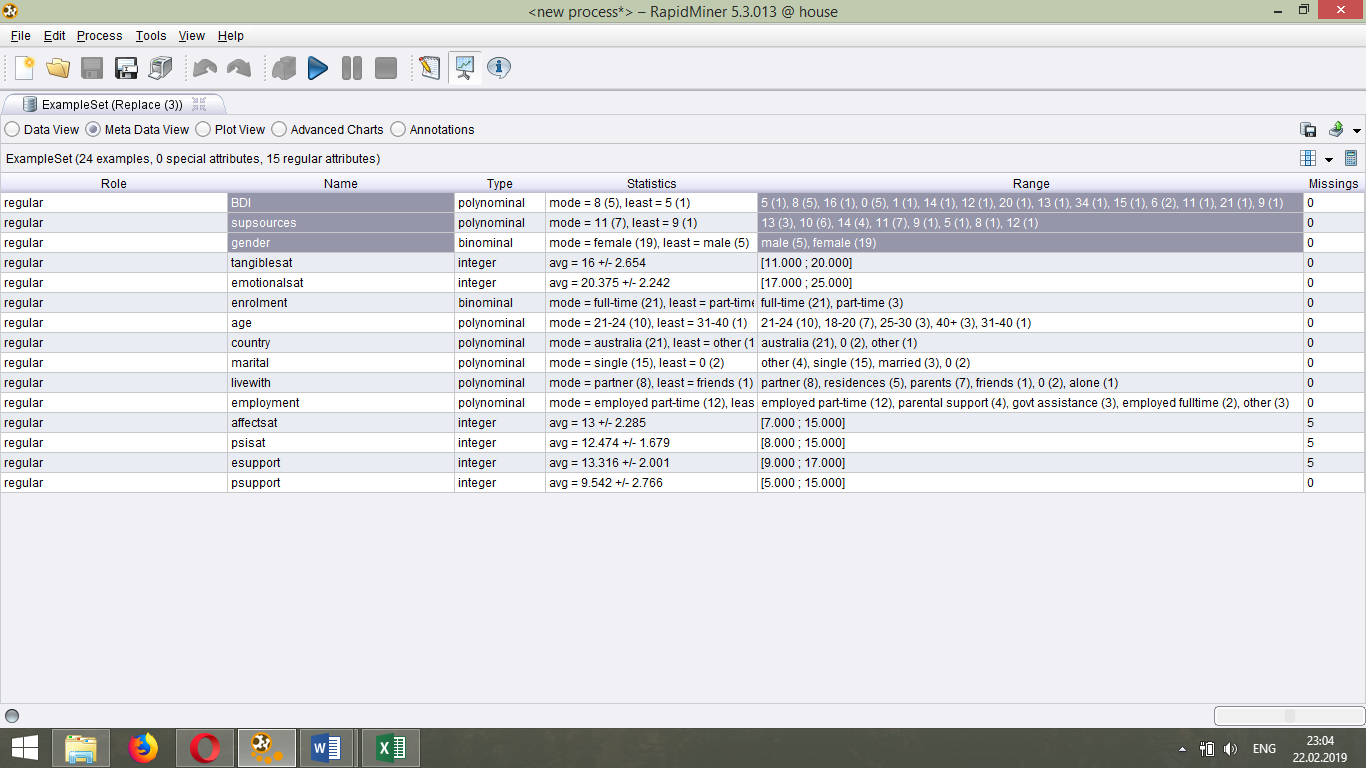 <new process*> – RapidMiner 5.3.013 @ house
File Edit Process Tools View Help
ExampleSet (Replace (3))
Data View Meta Data View Plot View Advanced Charts Annotations
ExampleSet (24 examples, 0 special attributes, 15 regular attributes)
Role Name Type Statistics Range Missings
regular BDI polynominal mode = 8 (5), least = 5 (1) 5 (1), 8 (5), 16 (1), 0 (5), 1 (1), 14 (1), 12 (1), 20 (1), 13 (1), 34 (1), 15 (1), 6 (2), 11 (1), 21 (1), 9 (1) 0
regular supsources polynominal mode = 11 (7), least = 9 (1) 13 (3), 10 (6), 14 (4), 11 (7), 9 (1), 5 (1), 8 (1), 12 (1) 0
regular gender binominal mode = female (19), least = male (5) male (5), female (19) 0
regular tangiblesat integer avg = 16 +/- 2.654 [11.000 ; 20.000] 0
regular emotionalsat integer avg = 20.375 +/- 2.242 [17.000 ; 25.000] 0
regular enrolment binominal mode = full-time (21), least = part-time full-time (21), part-time (3) 0
regular age polynominal mode = 21-24 (10), least = 31-40 (1) 21-24 (10), 18-20 (7), 25-30 (3), 40+ (3), 31-40 (1) 0
regular country polynominal mode = australia (21), least = other (1 australia (21), 0 (2), other (1) 0
regular marital polynominal mode = single (15), least = 0 (2) other (4), single (15), married (3), 0 (2) 0
regular livewith polynominal mode = partner (8), least = friends (1) partner (8), residences (5), parents (7), friends (1), 0 (2), alone (1) 0
regular employment polynominal mode = employed part-time (12), leas employed part-time (12), parental support (4), govt assistance (3), employed fulltime (2), other (3) 0
regular affectsat integer avg = 13 +/- 2.285 [7.000 ; 15.000] 5
regular psisat integer avg = 12.474 +/- 1.679 [8.000 ; 15.000] 5
regular esupport integer avg = 13.316 +/- 2.001 [9.000 ; 17.000] 5
regular psupport integer avg = 9.542 +/- 2.766 [5.000 ; 15.000] 0
ENG
23:04
22.02.2019